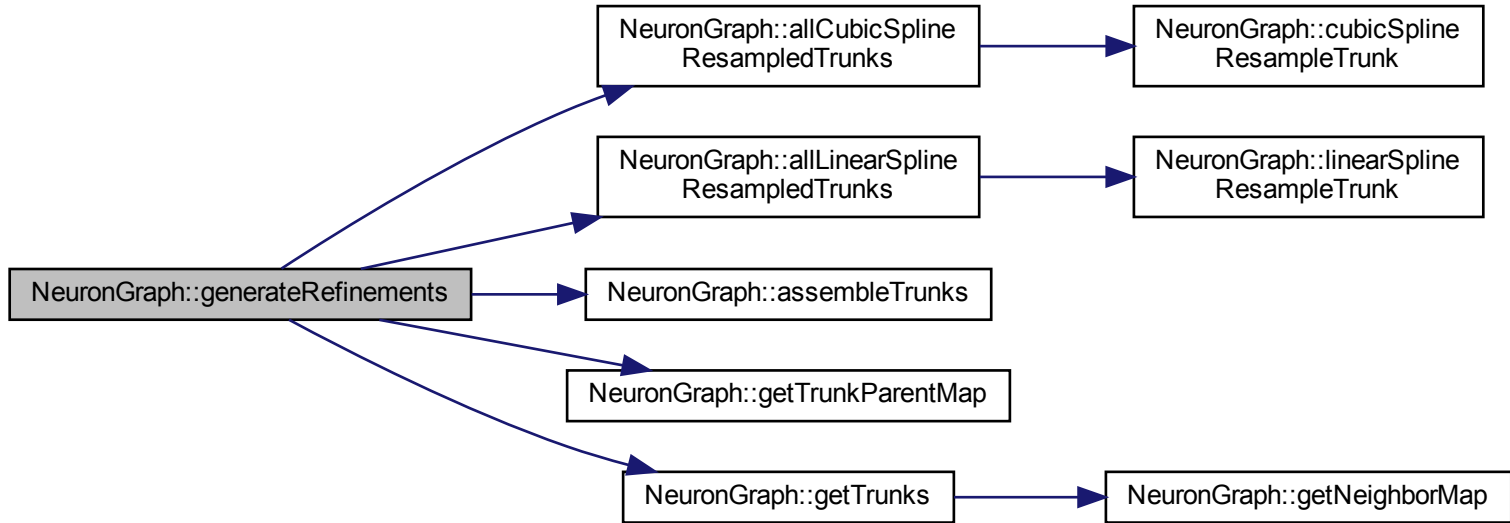 NeuronGraph::allCubicSpline
ResampledTrunks
NeuronGraph::cubicSpline
ResampleTrunk
NeuronGraph::allLinearSpline
ResampledTrunks
NeuronGraph::linearSpline
ResampleTrunk
NeuronGraph::generateRefinements
NeuronGraph::assembleTrunks
NeuronGraph::getTrunkParentMap
NeuronGraph::getTrunks
NeuronGraph::getNeighborMap